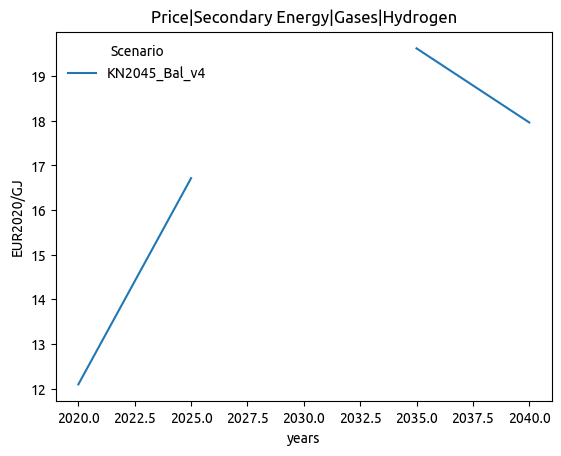 Price|Secondary Energy|Gases|Hydrogen
Scenario
KN2045_Bal_v4
EUR2020/GJ
19
18
17
16
15
14
13
12
2020.0 2022.5 2025.0 2027.5 2030.0 2032.5 2035.0 2037.5 2040.0
years